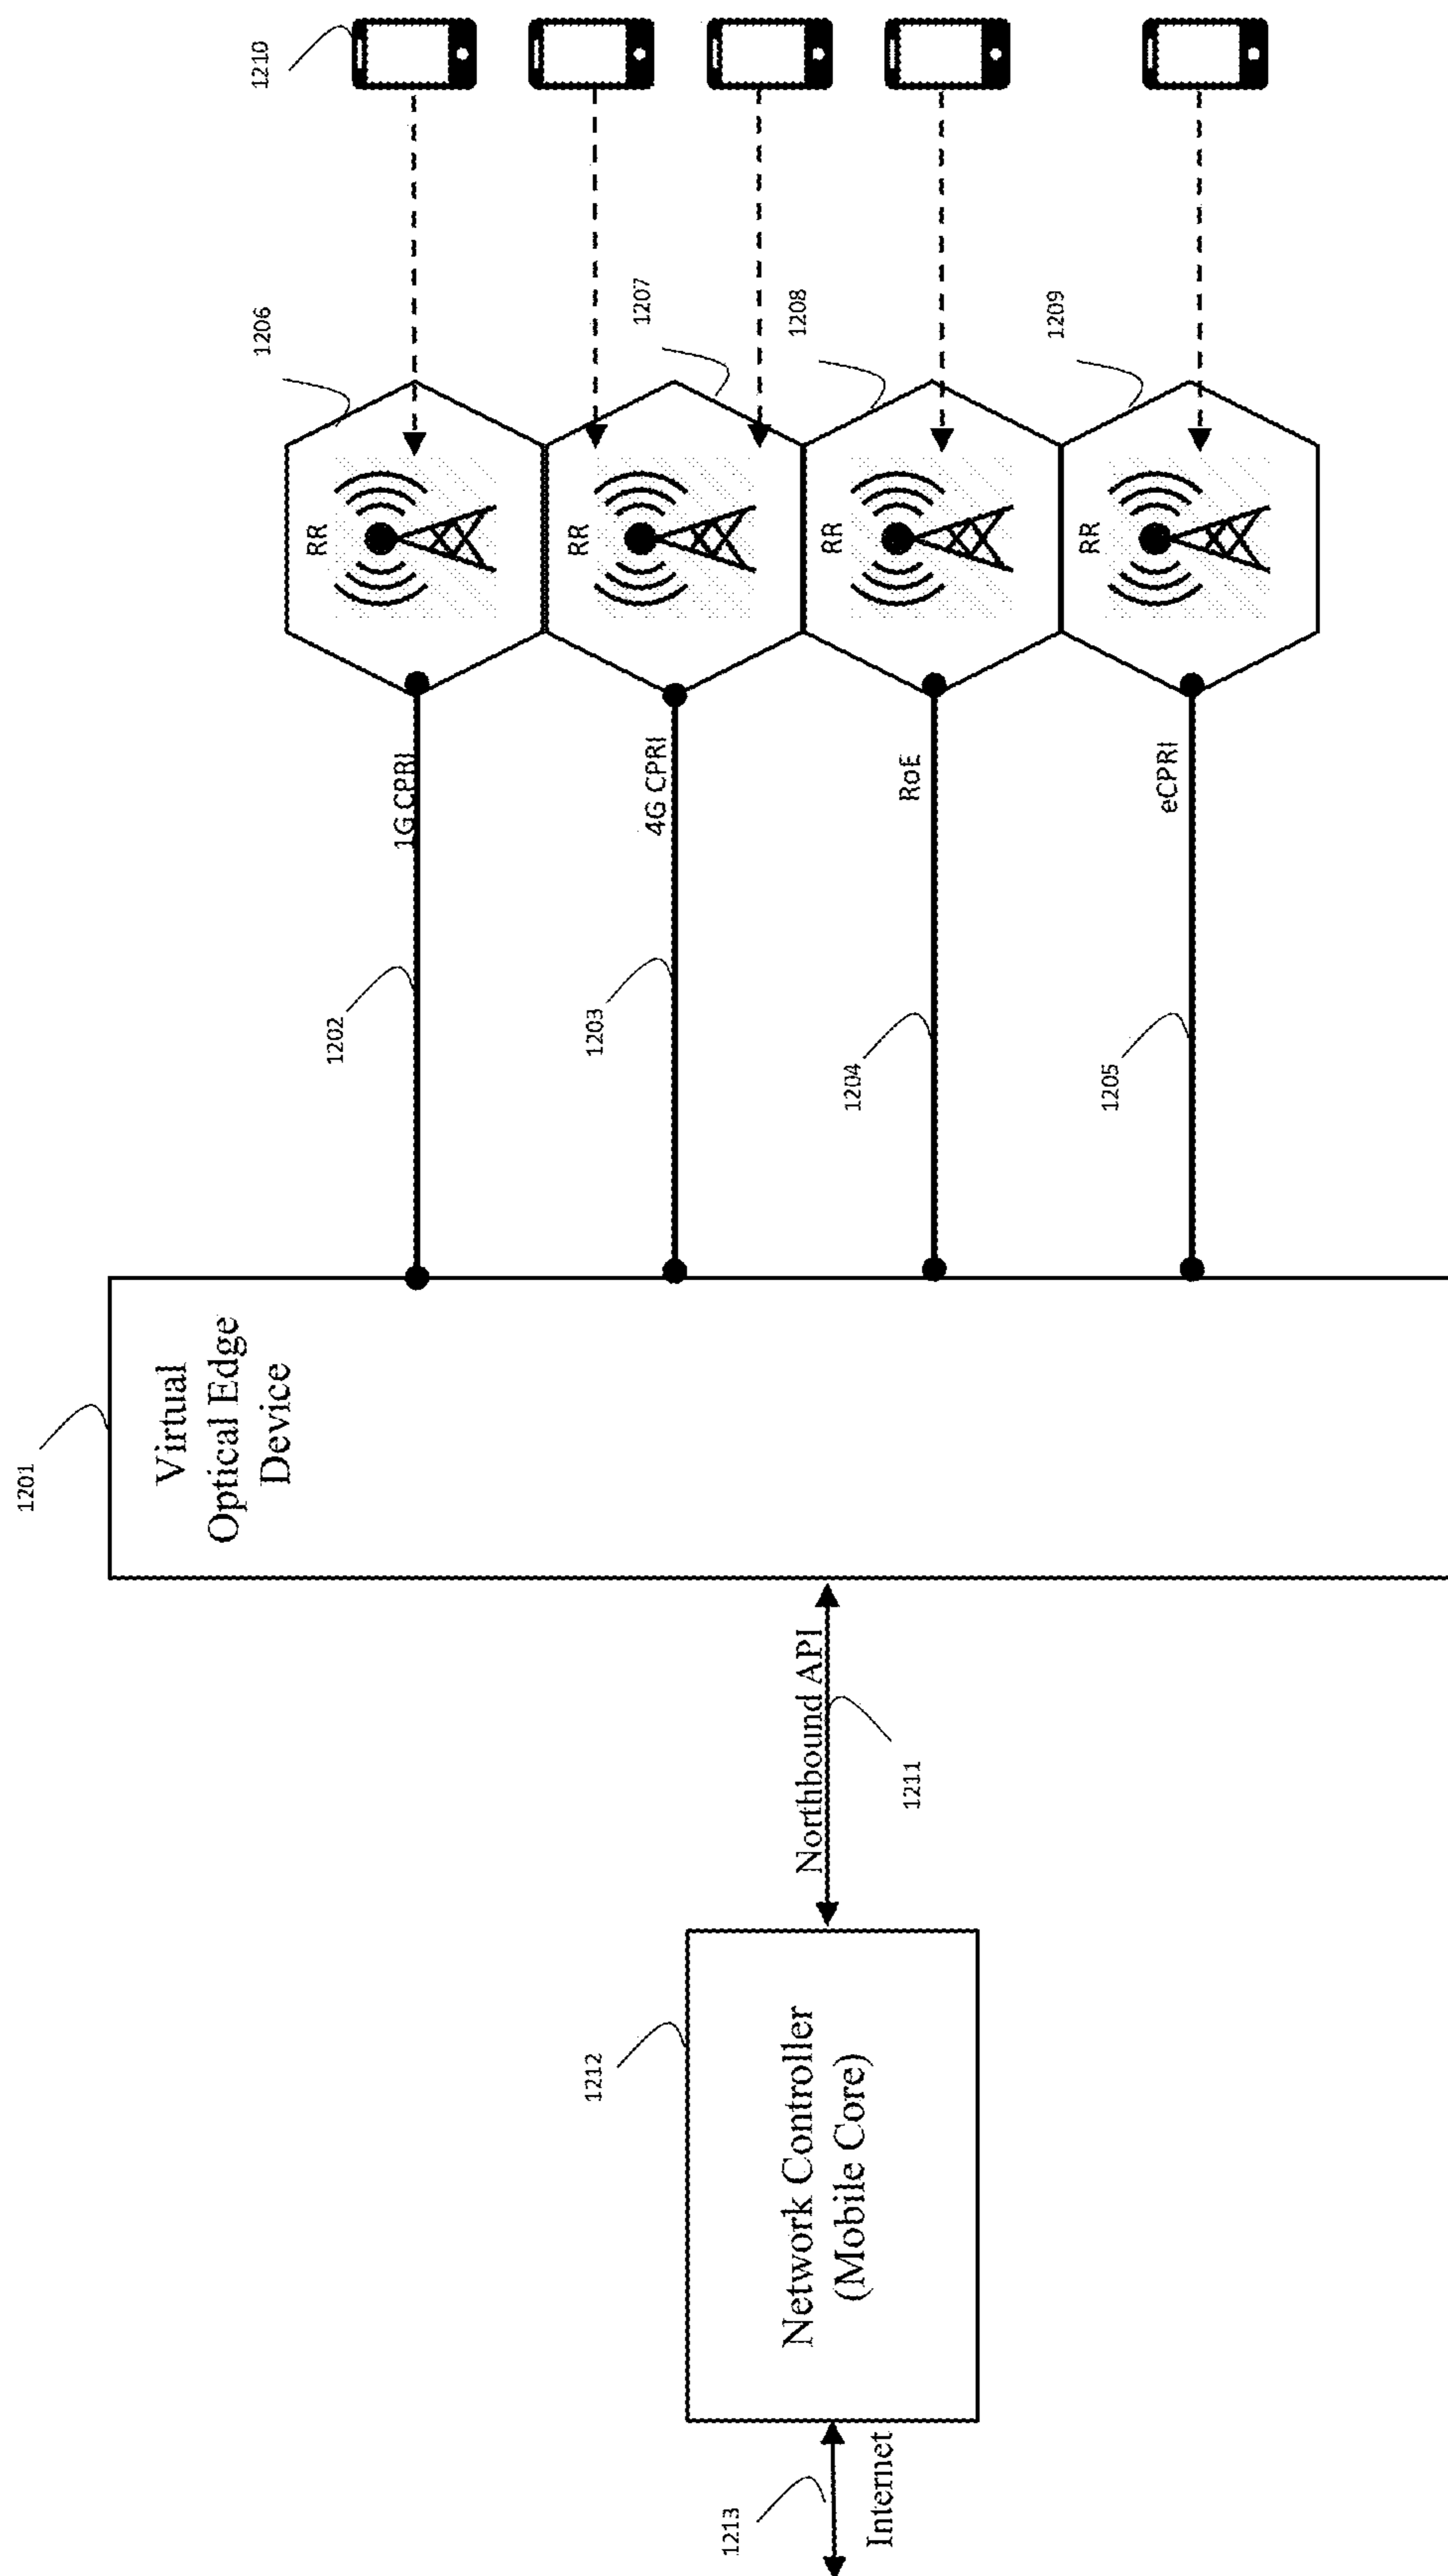 1210
1206
1207
1208
1209
RR
RR
RR
RR
1G CPRI
4G CPRI
RoE
eCPRI
1202
1203
1204
1205
1201
Virtual
Optical Edge
Device
Northbound API
1211
1212
Network Controller
(Mobile Core)
1213
Internet